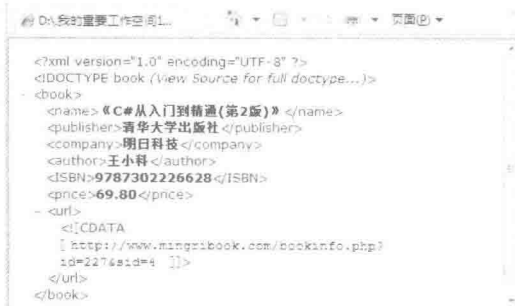 D:\我的重要工作空间1... 页面(P)
<?xml version="1.0" encoding="UTF-8" ?>
<!DOCTYPE book (View Source for full doctype...)>
- <book>
<name>《C#从入门到精通(第2版)》</name>
<publisher>清华大学出版社</publisher>
<company>明日科技</company>
<author>王小科</author>
<ISBN>9787302226628</ISBN>
<price>69.80</price>
- <url>
<![CDATA
[ http://www.mingribook.com/bookinfo.php?
id=227&sid=4 ]]>
</url>
</book>